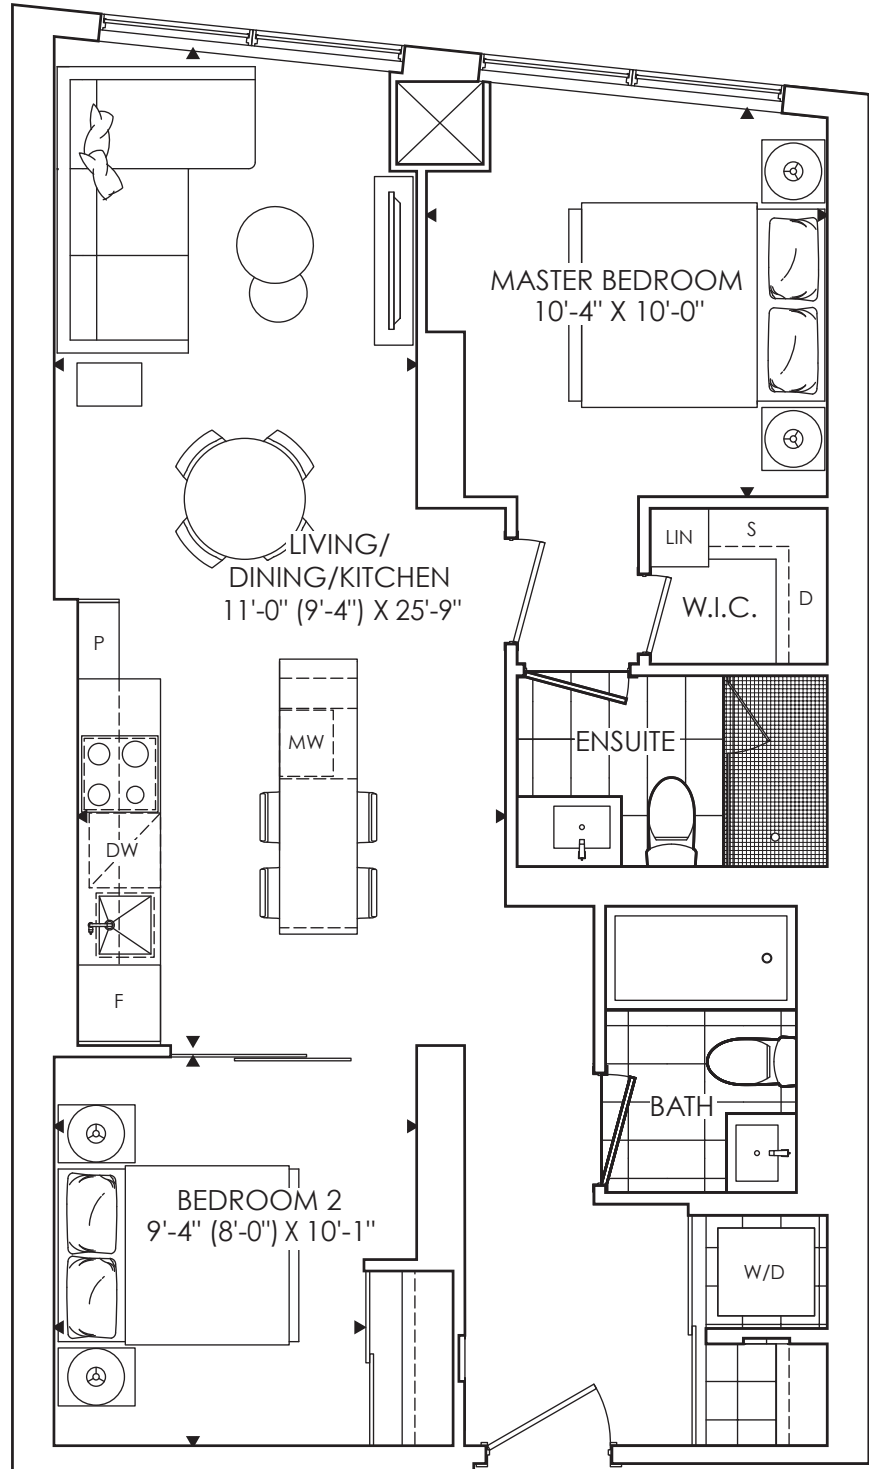 MASTER BEDROOM
10'-4" X 10'-0"
LIN
S
D
W.I.C.
LIVING/
DINING/KITCHEN
11'-0" (9'-4") X 25'-9"
P
MW
ENSUITE
DW
F
BATH
BEDROOM 2
9'-4" (8'-0") X 10'-1"
W/D